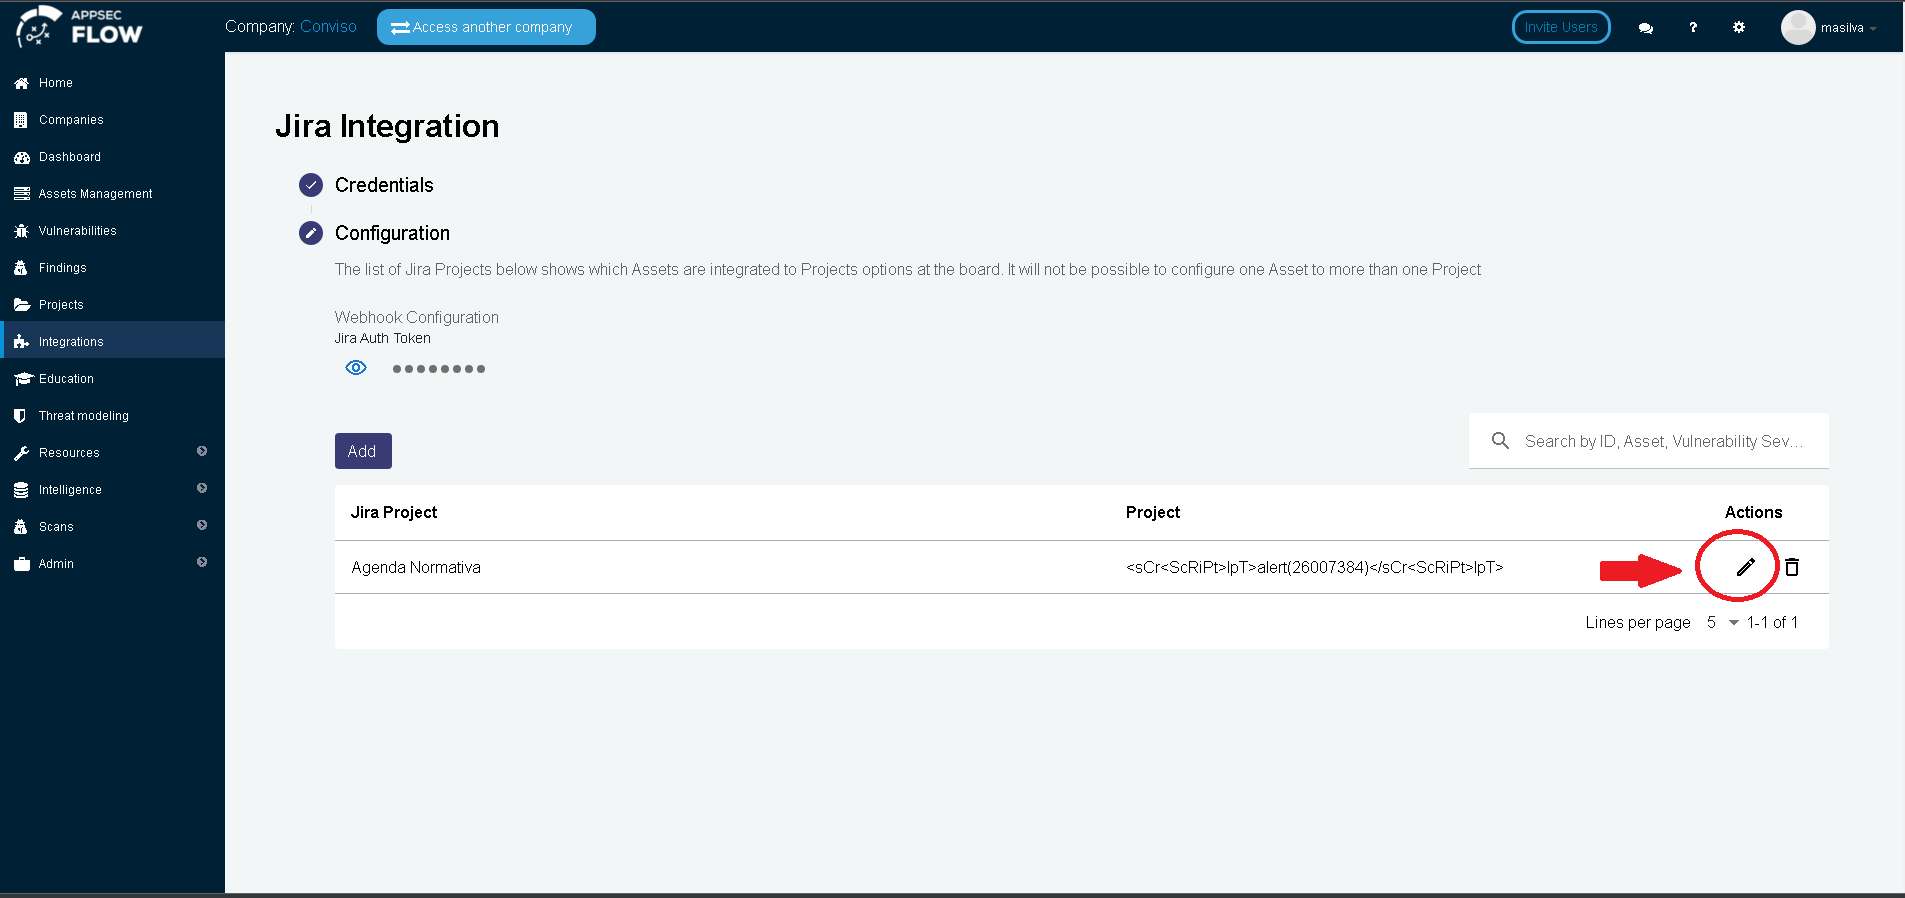 APPSEC
FLOW
Company: Conviso
Access another company
Invite Users
?
masilva
Home
Companies
Dashboard
Assets Management
Vulnerabilities
Findings
Projects
Integrations
Education
Threat modeling
Resources
Intelligence
Scans
Admin
Jira Integration
Credentials
Configuration
The list of Jira Projects below shows which Assets are integrated to Projects options at the board. It will not be possible to configure one Asset to more than one Project
Webhook Configuration
Jira Auth Token
●●●●●●●●
Add
Search by ID, Asset, Vulnerability Sev...
Jira Project Project Actions
Agenda Normativa <sCr<ScRiPt>IpT>alert(26007384)</sCr<ScRiPt>IpT>
Lines per page 5 1-1 of 1